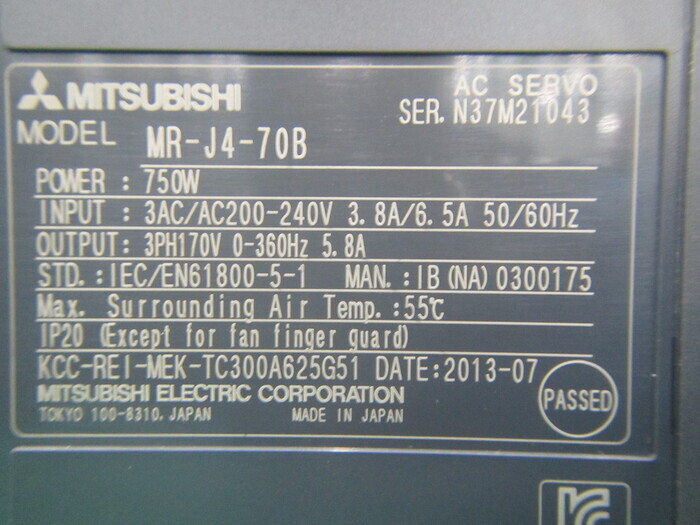 MITSUBISHI AC SERVO
SER. N37M21043
MODEL MR-J4-70B
POWER : 750W
INPUT : 3AC/AC200-240V 3.8A/6.5A 50/60Hz
OUTPUT: 3PH170V 0-360Hz 5.8A
STD.:IEC/EN61800-5-1 MAN.:IB(NA)0300175
Max. Surrounding Air Temp.:55℃
IP20 (Except for fan finger guard)
KCC-REI-MEK-TC300A625G51 DATE:2013-07
MITSUBISHI ELECTRIC CORPORATION
TOKYO 100-8310, JAPAN MADE IN JAPAN
PASSED